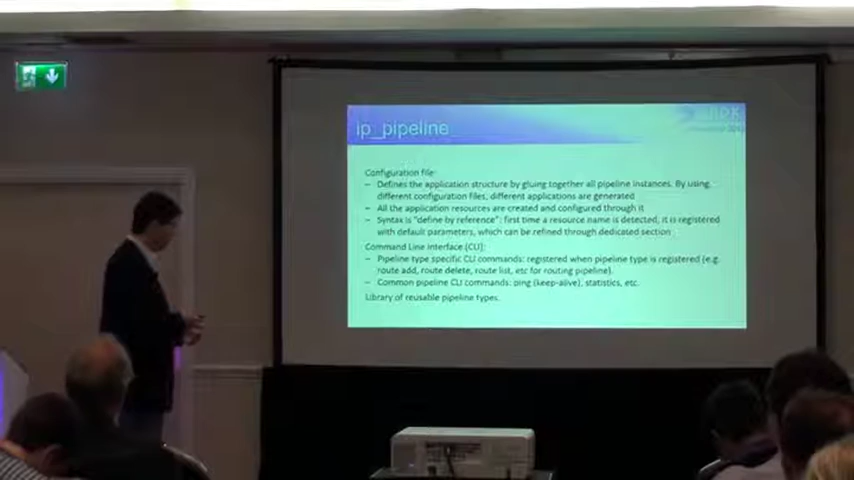 ip_pipeline
Configuration file:
– Defines the application structure by gluing together all pipeline instances. By using
different configuration files, different applications are generated
– All the application resources are created and configured through it
– Syntax is "define by reference": first time a resource name is detected, it is registered
with default parameters, which can be refined through dedicated section
Command Line Interface (CLI):
– Pipeline type specific CLI commands: registered when pipeline type is registered (e.g.
route add, route delete, route list, etc for routing pipeline).
– Common pipeline CLI commands: ping (keep-alive), statistics, etc.
Library of reusable pipeline types.